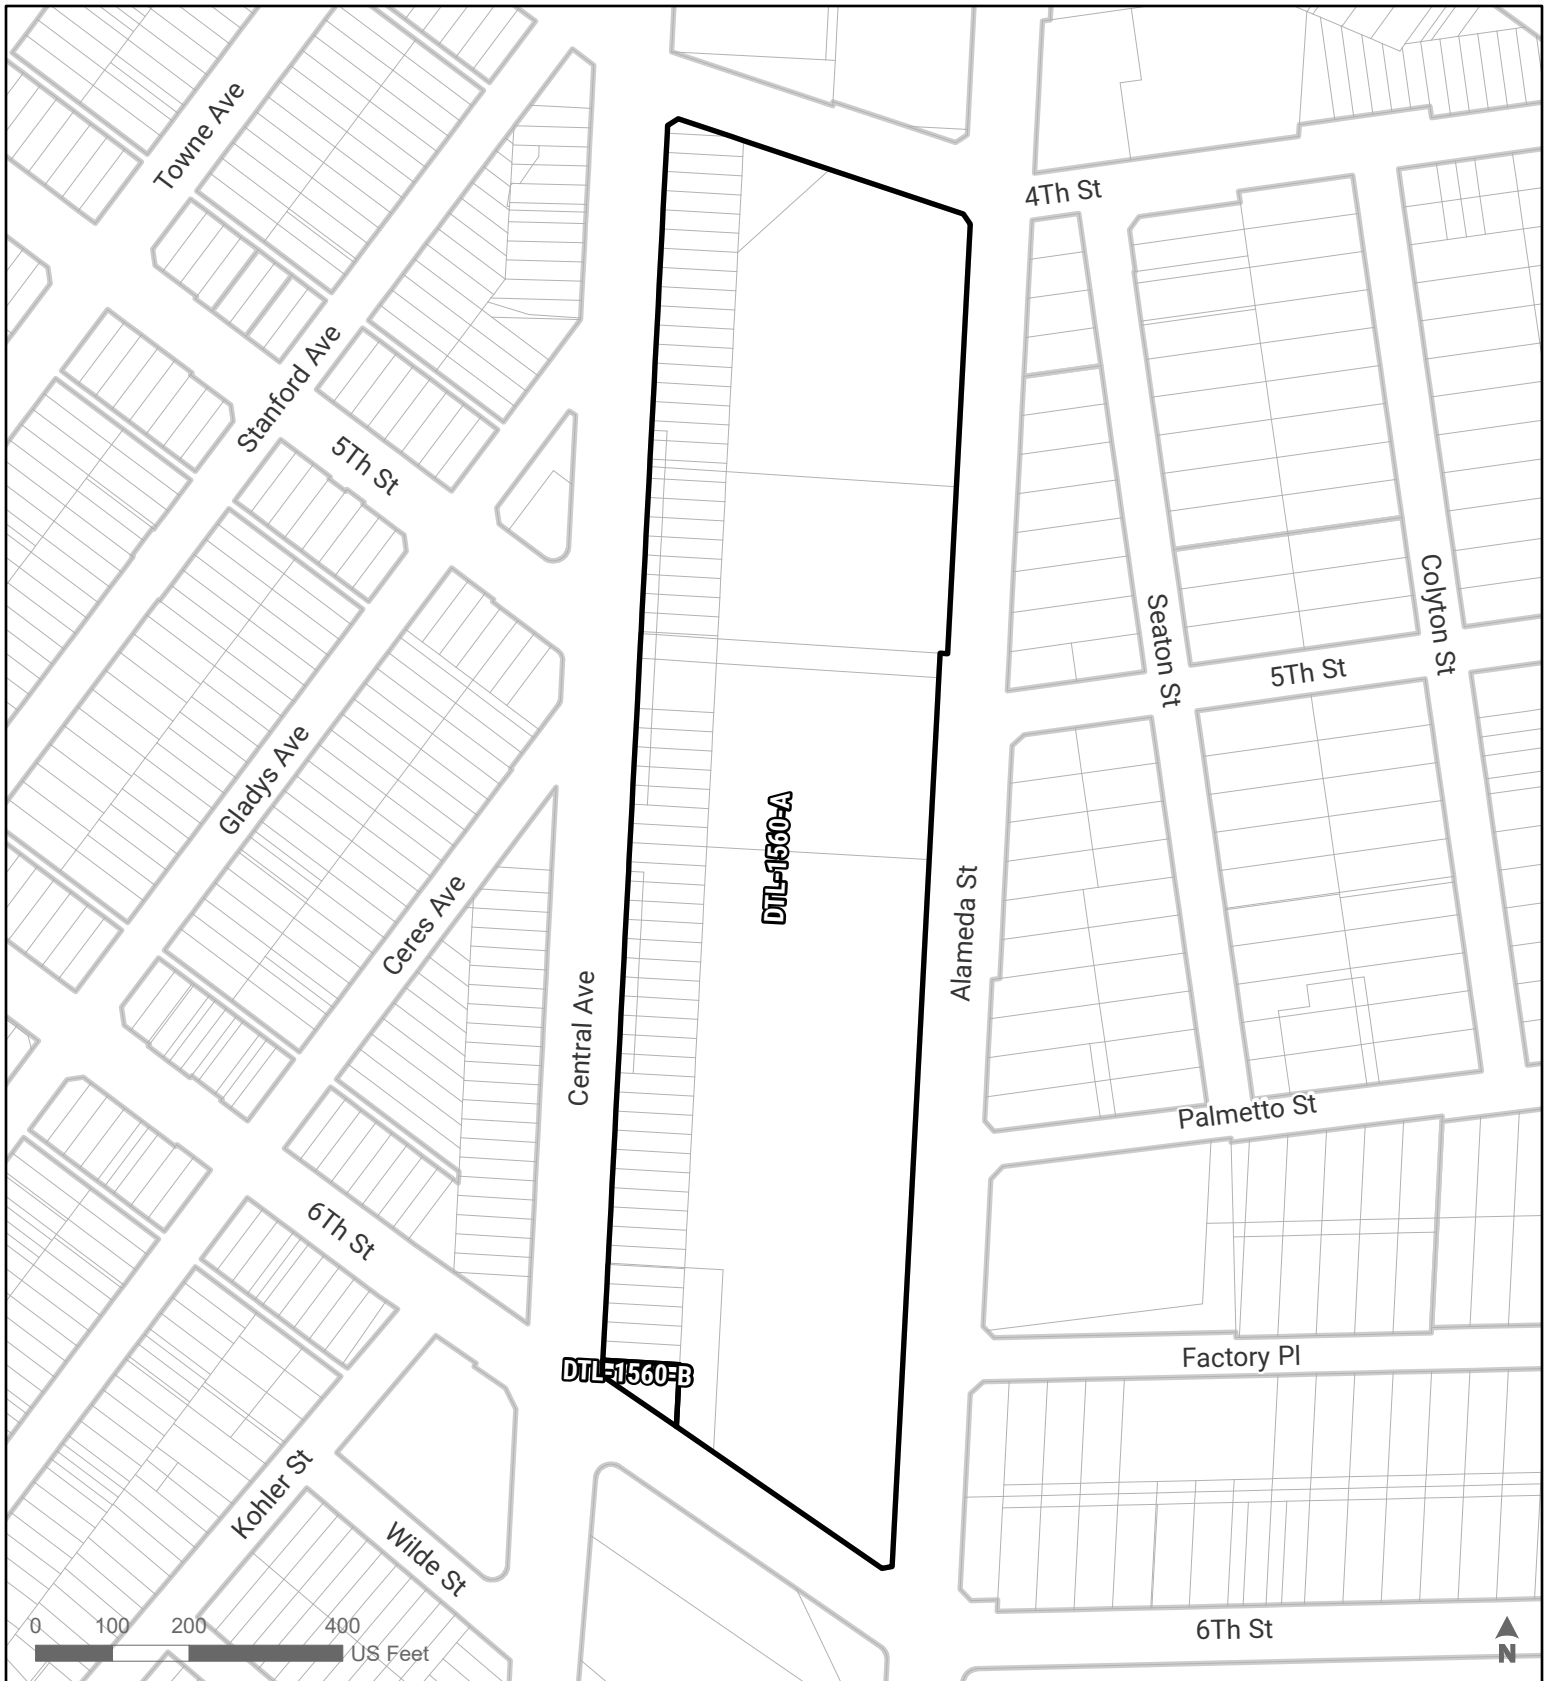 Towne Ave
4Th St
Stanford Ave
5Th St
Seaton St
Colyton St
5Th St
Gladys Ave
DTL-1560-A
Ceres Ave
Alameda St
Central Ave
Palmetto St
6Th St
Factory Pl
DTL-1560-B
Kohler St
Wilde St
0 100 200 400
US Feet
6Th St
N